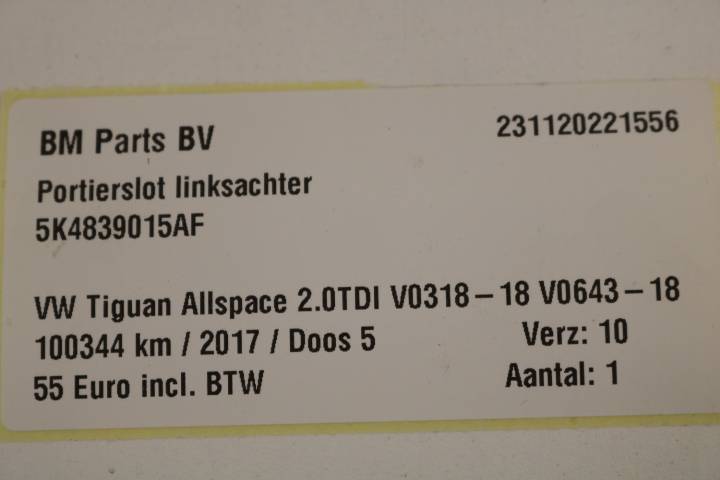 BM Parts BV 231120221556
Portierslot linksachter
5K4839015AF
VW Tiguan Allspace 2.0TDI V0318-18 V0643-18
100344 km / 2017 / Doos 5 Verz: 10
55 Euro incl. BTW Aantal: 1